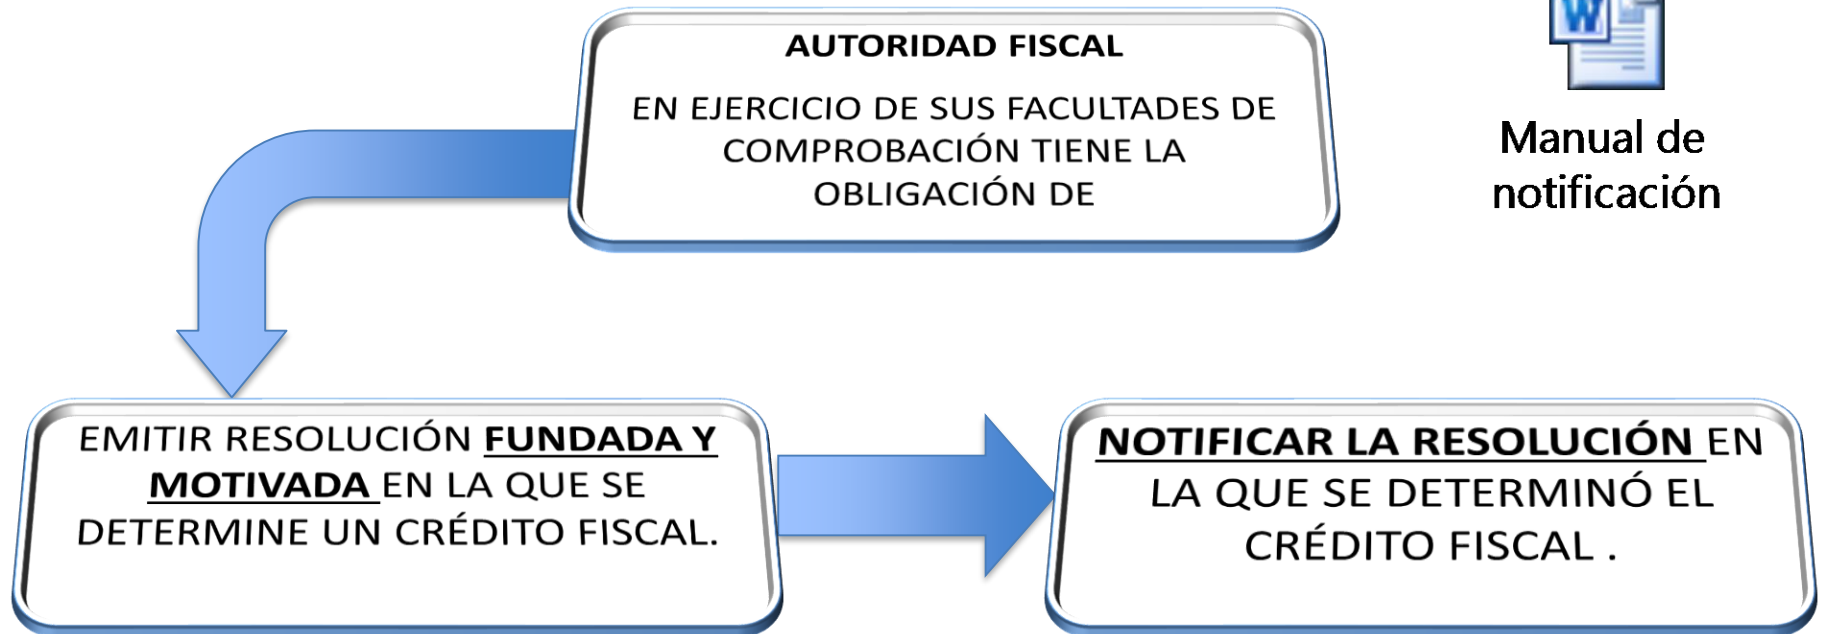 AUTORIDAD FISCAL
EN EJERCICIO DE SUS FACULTADES DE
COMPROBACIÓN TIENE LA
OBLIGACIÓN DE
W
Manual de
notificación
EMITIR RESOLUCIÓN FUNDADA Y
MOTIVADA EN LA QUE SE
DETERMINE UN CRÉDITO FISCAL.
NOTIFICAR LA RESOLUCIÓN EN
LA QUE SE DETERMINÓ EL
CRÉDITO FISCAL .